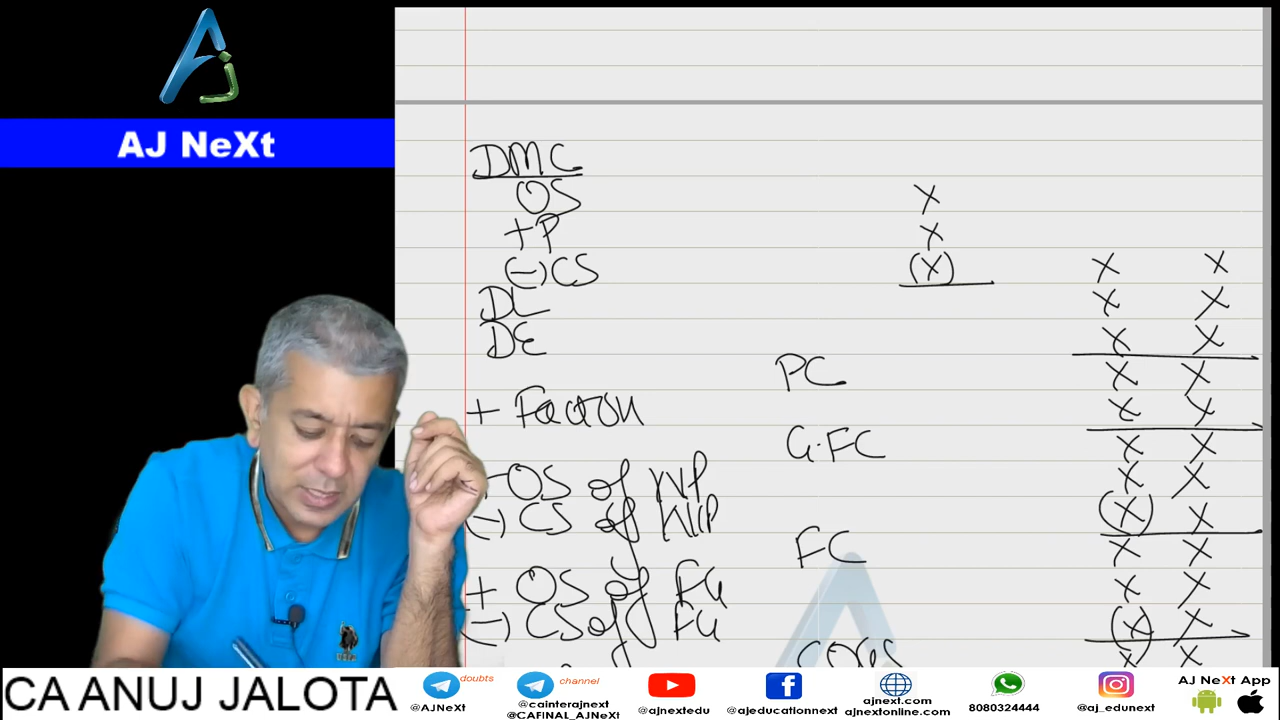 AJ
AJ NeXt
DMC
OS X
+P X
(-) CS (X) X X
DL X X
DE X X
PC X X
+ Factory X X
G.FC X X
+ OS of WIP X X
(-) CS of WIP (X) X
FC X X
+ OS of FG X X
(-) CS of FG (X) X
COGS X X
CA ANUJ JALOTA
doubts
@AJNeXt
channel
@cainterajnext
@CAFINAL_AJNeXt
@ajnextedu
@ajeducationnext
ajnext.com
ajnextonline.com
8080324444
@aj_edunext
AJ NeXt App